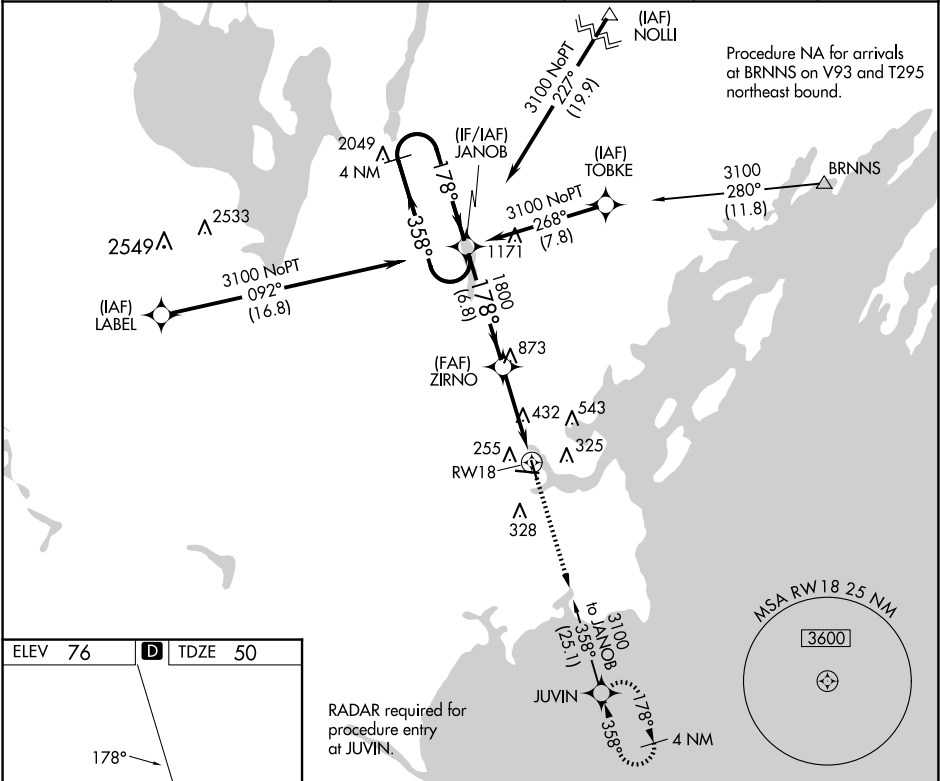 (IAF)
NOLLI
Procedure NA for arrivals
at BRNNS on V93 and T295
northeast bound.
3100 NoPT
227°
(19.9)
2049
4 NM
(IF/IAF)
JANOB
178°
358°
(IAF)
TOBKE
3100
280°
(11.8)
BRNNS
3100 NoPT
268°
(7.8)
1171
2533
2549
3100 NoPT
092°
(16.8)
(IAF)
LABEL
1800
178°
(6.8)
(FAF)
ZIRNO
873
432
543
255
325
RW18
328
3100
to JANOB
358°
(25.1)
JUVIN
178°
358°
4 NM
MSA RW18 25 NM
3600
ELEV 76 D TDZE 50
178°
RADAR required for
procedure entry
at JUVIN.